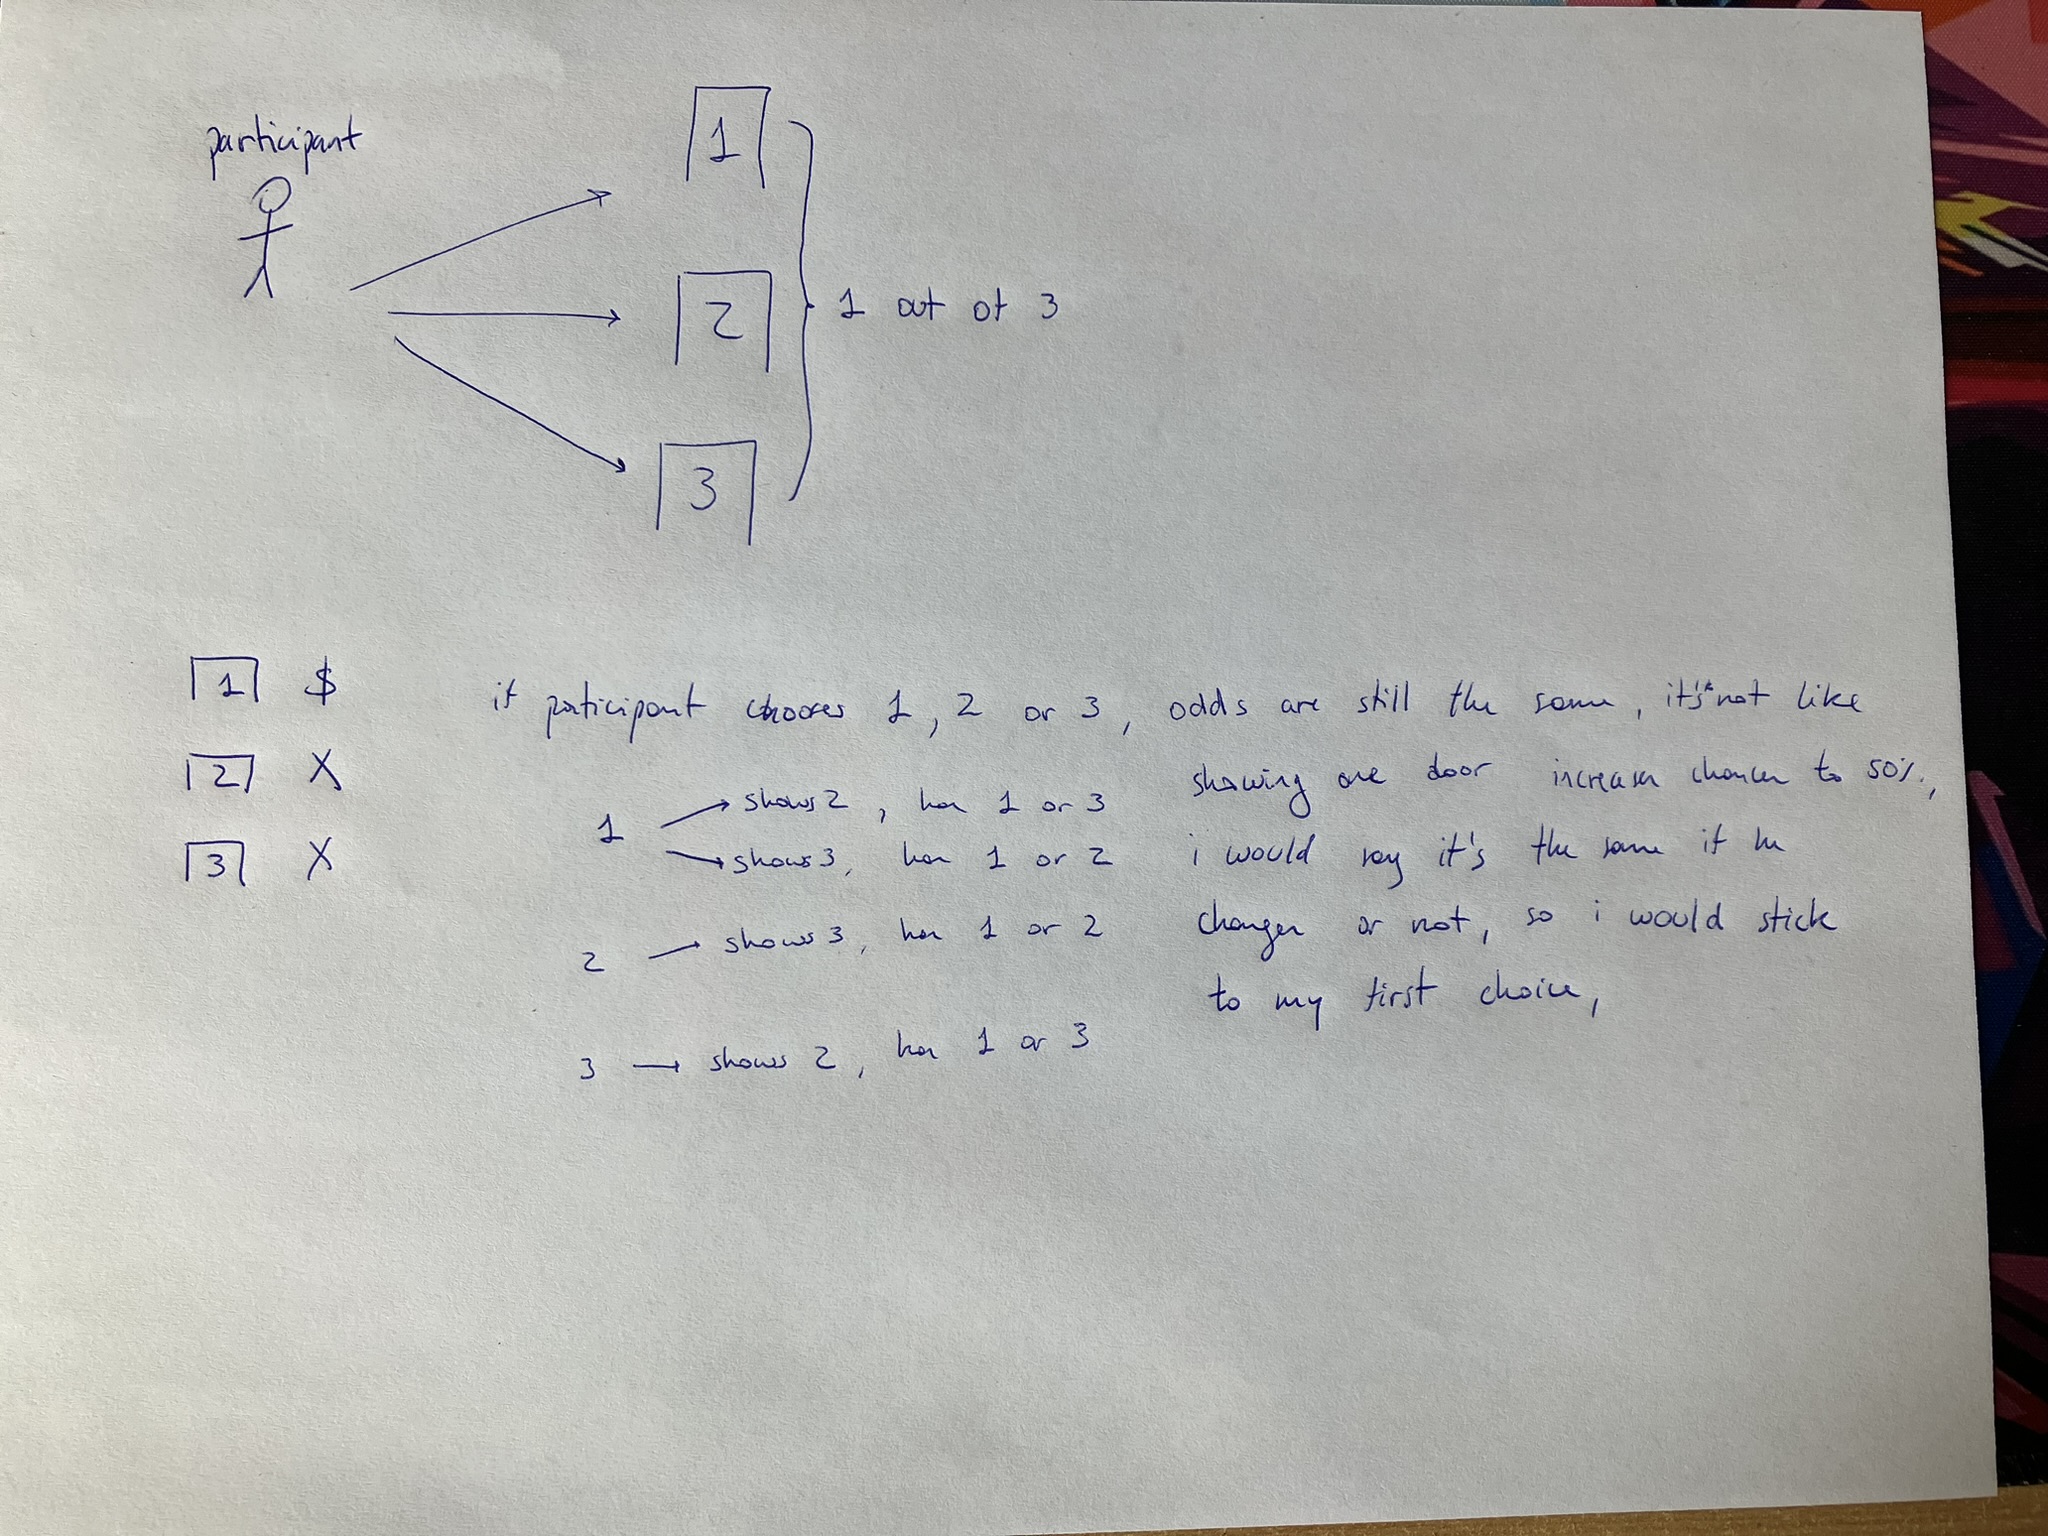 participant
1
2
3
1 out of 3
1 $
2 X
3 X
if participant chooses 1, 2 or 3, odds are still the same, it's not like
showing one door increases chances to 50%,
i would say it's the same if he
changes or not, so i would stick
to my first choice,
1
shows 2, has 1 or 3
shows 3, has 1 or 2
2 shows 3, has 1 or 2
3 shows 2, has 1 or 3